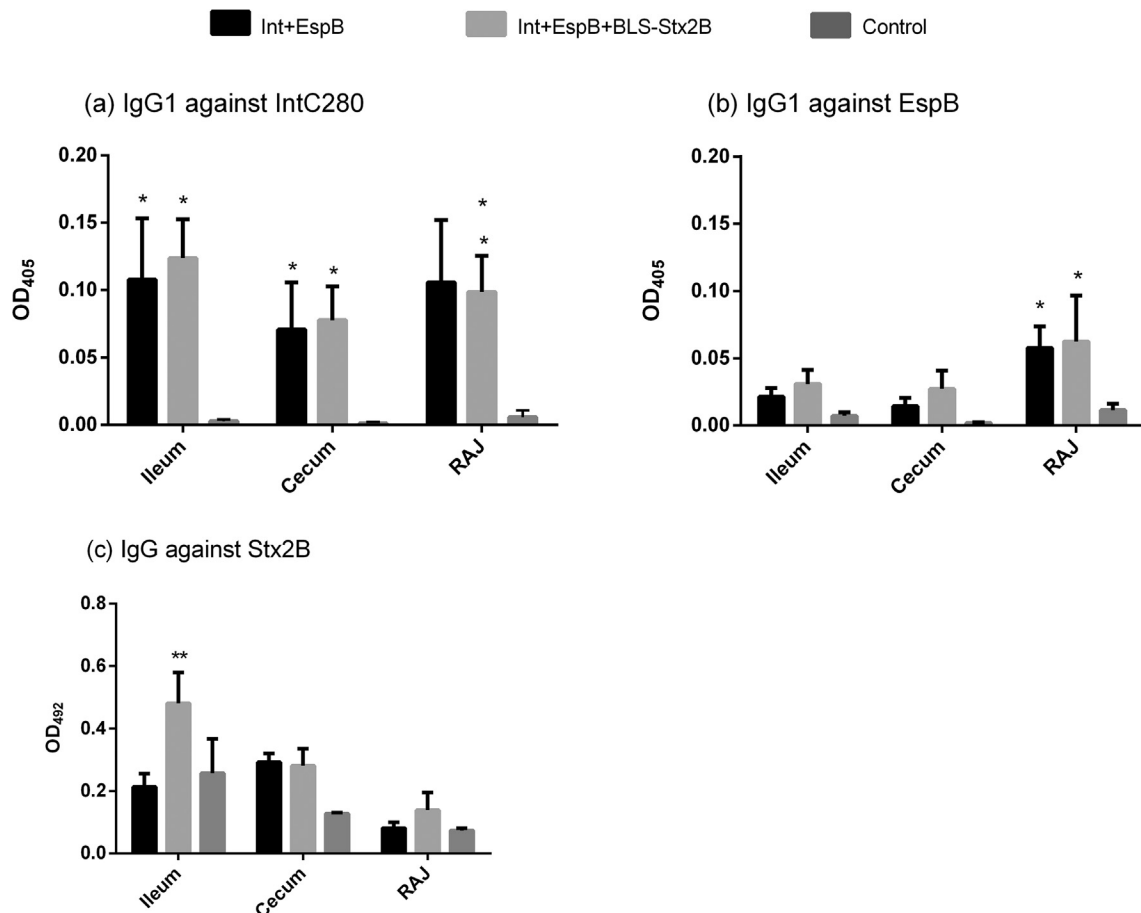 Int+EspB
Int+EspB+BLS-Stx2B
Control
(a) IgG1 against IntC280
0.20
0.15
0.10
0.05
0.00
OD405
* * * * * *
Ileum
Cecum
RAJ
(b) IgG1 against EspB
0.20
0.15
0.10
0.05
0.00
OD405
* *
Ileum
Cecum
RAJ
(c) IgG against Stx2B
0.8
0.6
0.4
0.2
0.0
OD492
**
Ileum
Cecum
RAJ